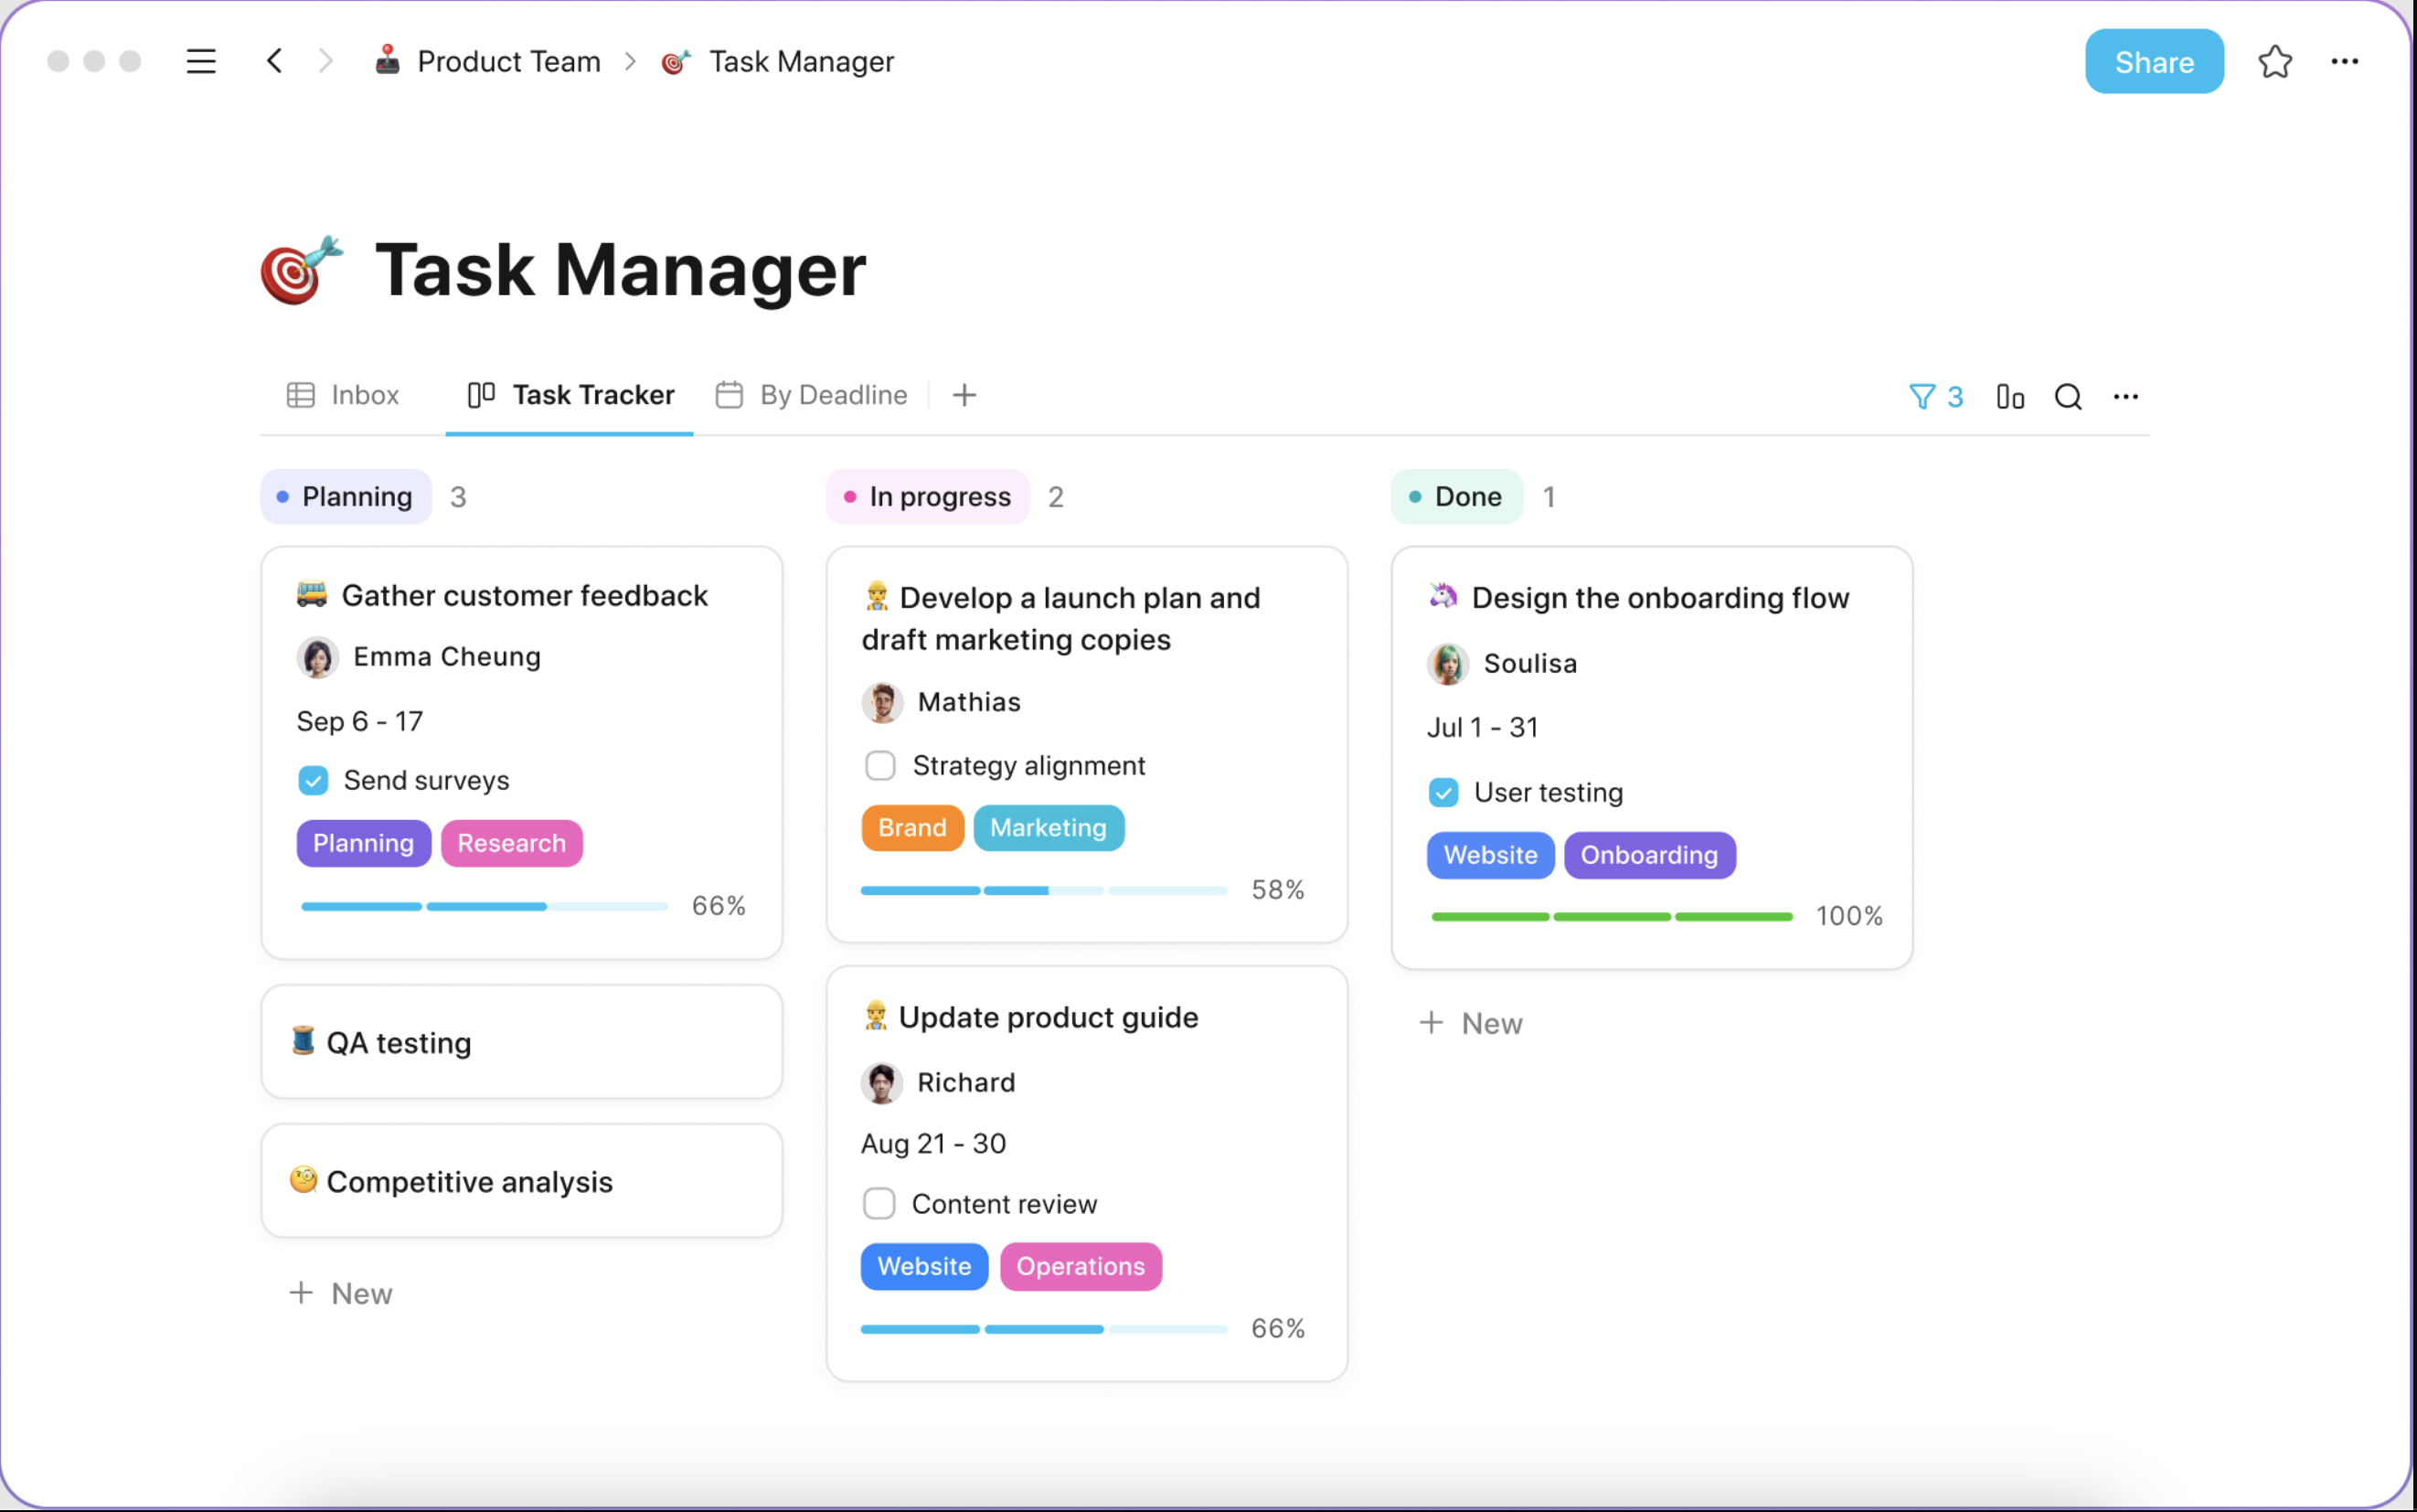 Product Team > Task Manager
Share
Task Manager
Inbox
Task Tracker
By Deadline
3
Planning 3
Gather customer feedback
Emma Cheung
Sep 6 - 17
Send surveys
Planning Research
66%
QA testing
Competitive analysis
+ New
In progress 2
Develop a launch plan and
draft marketing copies
Mathias
Strategy alignment
Brand Marketing
58%
Update product guide
Richard
Aug 21 - 30
Content review
Website Operations
66%
Done 1
Design the onboarding flow
Soulisa
Jul 1 - 31
User testing
Website Onboarding
100%
+ New